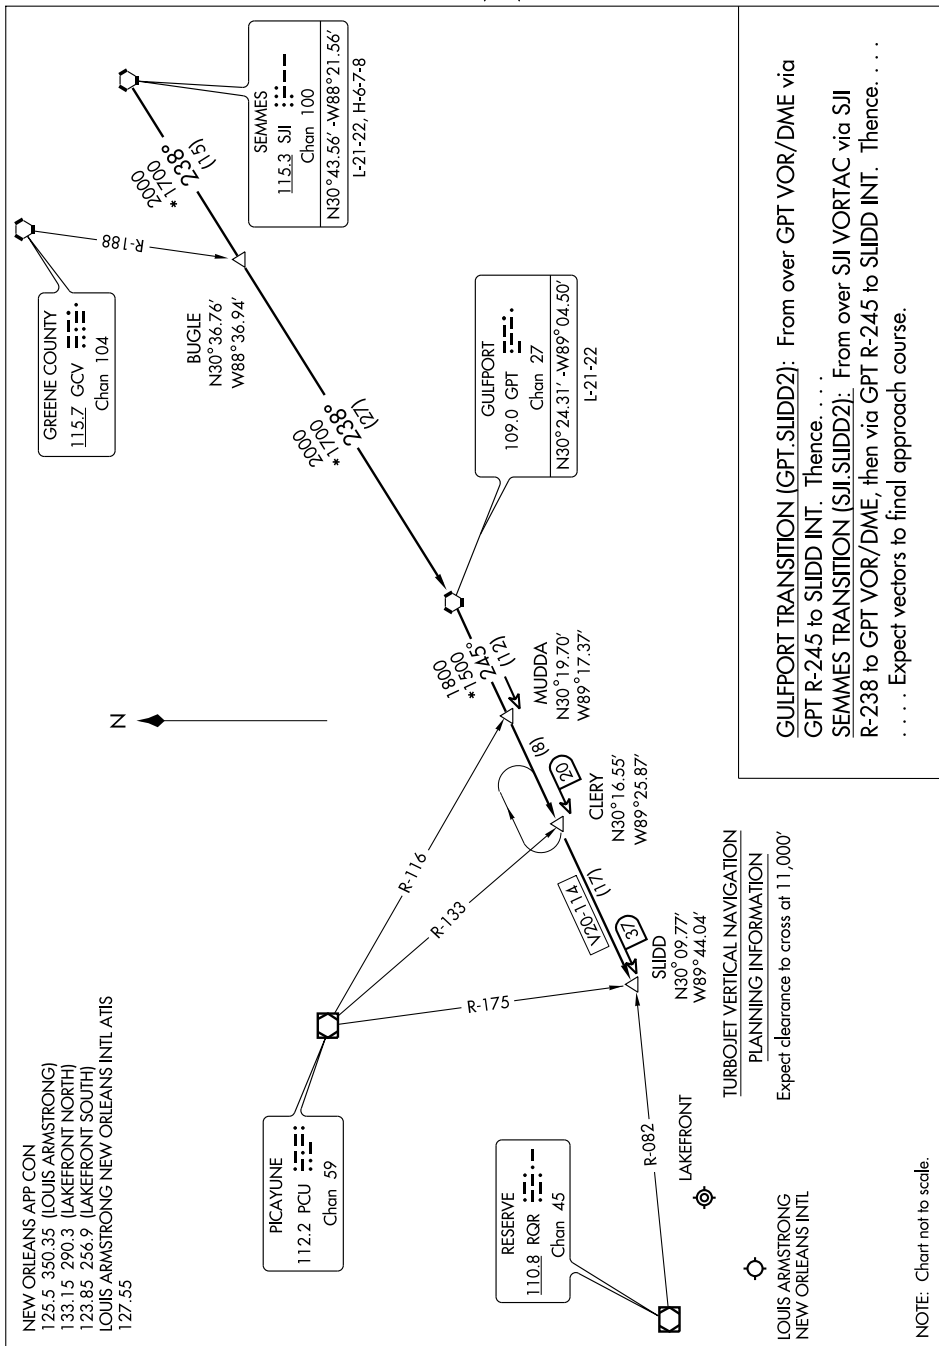 NEW ORLEANS APP CON
125.5 350.35 (LOUIS ARMSTRONG)
133.15 290.3 (LAKEFRONT NORTH)
123.85 256.9 (LAKEFRONT SOUTH)
LOUIS ARMSTRONG NEW ORLEANS INTL ATIS
127.55
GREENE COUNTY
115.7 GCV
Chan 104
R-188
SEMMES
115.3 SJI
Chan 100
N30°43.56' -W88°21.56'
L-21-22, H-6-7-8
2000
*1700
238°
(15)
BUGLE
N30°36.76'
W88°36.94'
2000
*1700
238°
(27)
GULFPORT
109.0 GPT
Chan 27
N30°24.31' -W89°04.50'
L-21-22
N
1800
*1500
245°
(12)
MUDDA
N30°19.70'
W89°17.37'
(8)
20
CLERY
N30°16.55'
W89°25.87'
R-116
R-133
R-175
V20-114
(17)
37
SLIDD
N30°09.77'
W89°44.04'
PICAYUNE
112.2 PCU
Chan 59
RESERVE
110.8 RQR
Chan 45
R-082
LAKEFRONT
LOUIS ARMSTRONG
NEW ORLEANS INTL
TURBOJET VERTICAL NAVIGATION
PLANNING INFORMATION
Expect clearance to cross at 11,000'
NOTE: Chart not to scale.
GULFPORT TRANSITION (GPT.SLIDD2): From over GPT VOR/DME via
GPT R-245 to SLIDD INT. Thence. . . .
SEMMES TRANSITION (SJI.SLIDD2): From over SJI VORTAC via SJI
R-238 to GPT VOR/DME, then via GPT R-245 to SLIDD INT. Thence. . . .
. . . . Expect vectors to final approach course.